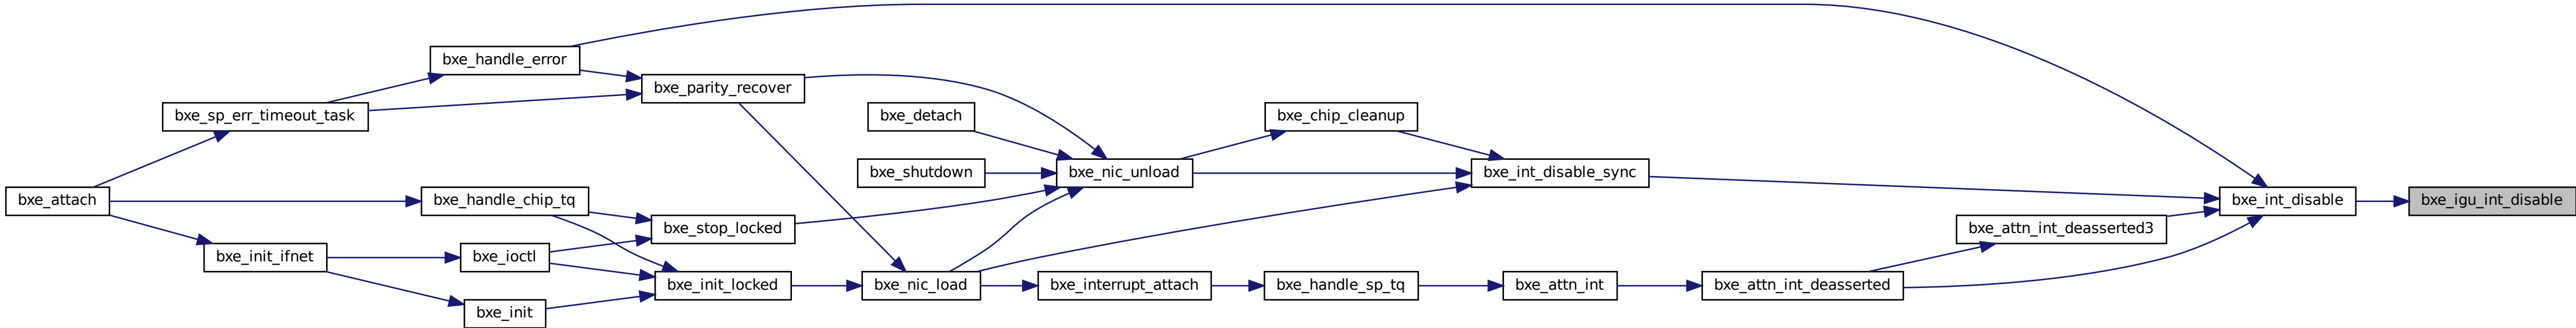 bxe_handle_error
bxe_parity_recover
bxe_sp_err_timeout_task
bxe_detach
bxe_chip_cleanup
bxe_shutdown
bxe_nic_unload
bxe_int_disable_sync
bxe_attach
bxe_handle_chip_tq
bxe_int_disable
bxe_igu_int_disable
bxe_stop_locked
bxe_attn_int_deasserted3
bxe_init_ifnet
bxe_ioctl
bxe_init_locked
bxe_nic_load
bxe_interrupt_attach
bxe_handle_sp_tq
bxe_attn_int
bxe_attn_int_deasserted
bxe_init